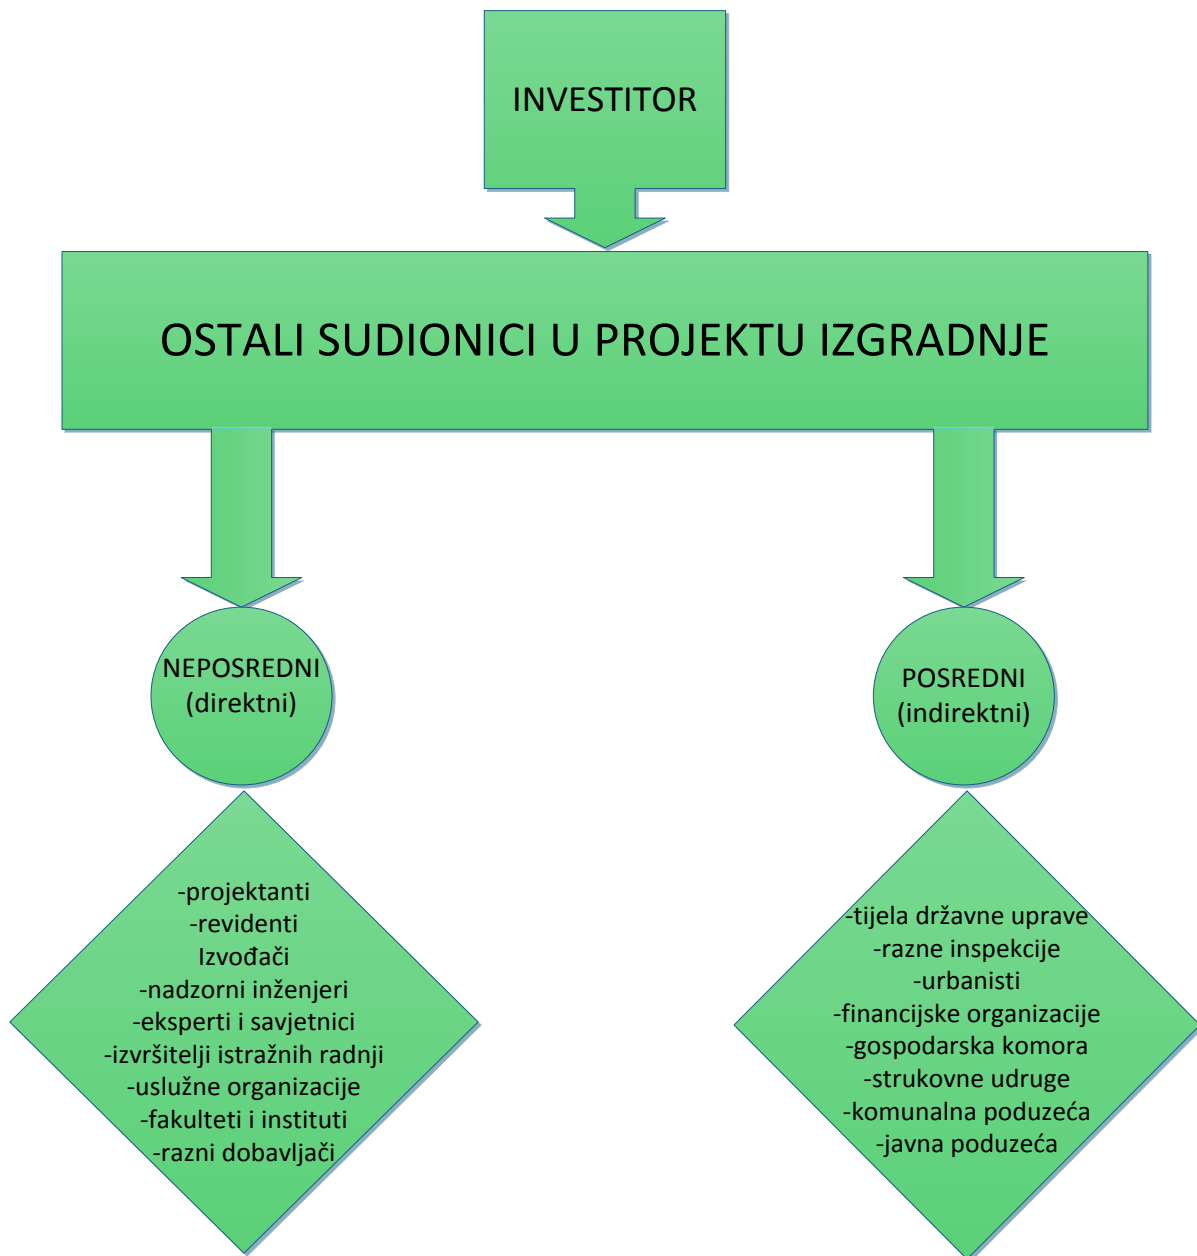 INVESTITOR
OSTALI SUDIONICI U PROJEKTU IZGRADNJE
NEPOSREDNI
(direktni)
POSREDNI
(indirektni)
-projektanti
-revidenti
Izvođači
-nadzorni inženjeri
-eksperti i savjetnici
-izvršitelji istražnih radnji
-uslužne organizacije
-fakulteti i instituti
-razni dobavljači
-tijela državne uprave
-razne inspekcije
-urbanisti
-financijske organizacije
-gospodarska komora
-strukovne udruge
-komunalna poduzeća
-javna poduzeća